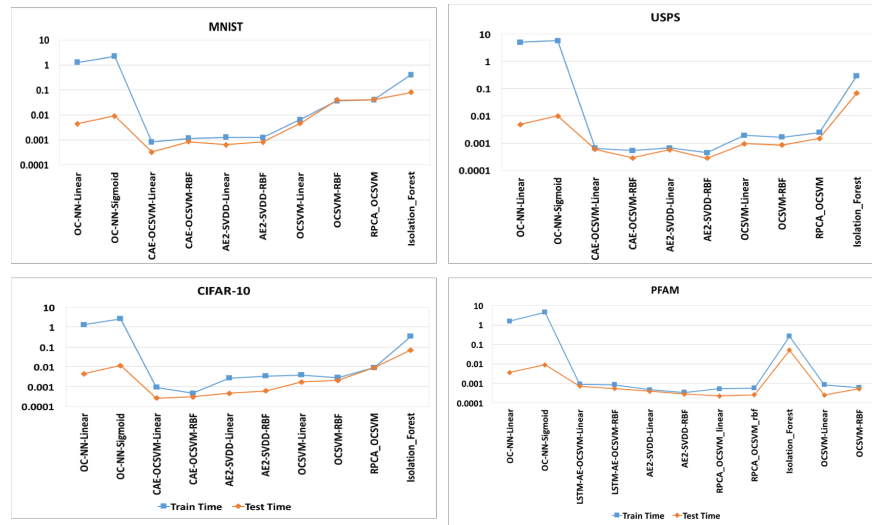 MNIST
10
1
0.1
0.01
0.001
0.0001
OC-NN-Linear
OC-NN-Sigmoid
CAE-OCSVM-Linear
CAE-OCSVM-RBF
AE2-SVDD-Linear
AE2-SVDD-RBF
OCSVM-Linear
OCSVM-RBF
RPCA_OCSVM
Isolation_Forest
USPS
10
1
0.1
0.01
0.001
0.0001
OC-NN-Linear
OC-NN-Sigmoid
CAE-OCSVM-Linear
CAE-OCSVM-RBF
AE2-SVDD-Linear
AE2-SVDD-RBF
OCSVM-Linear
OCSVM-RBF
RPCA_OCSVM
Isolation_Forest
CIFAR-10
10
1
0.1
0.01
0.001
0.0001
OC-NN-Linear
OC-NN-Sigmoid
CAE-OCSVM-Linear
CAE-OCSVM-RBF
AE2-SVDD-Linear
AE2-SVDD-RBF
OCSVM-Linear
OCSVM-RBF
RPCA_OCSVM
Isolation_Forest
Train Time Test Time
PFAM
10
1
0.1
0.01
0.001
0.0001
OC-NN-Linear
OC-NN-Sigmoid
LSTM-AE-OCSVM-Linear
LSTM-AE-OCSVM-RBF
AE2-SVDD-Linear
AE2-SVDD-RBF
RPCA_OCSVM_linear
RPCA_OCSVM_rbf
Isolation_Forest
OCSVM-Linear
OCSVM-RBF
Train Time Test Time